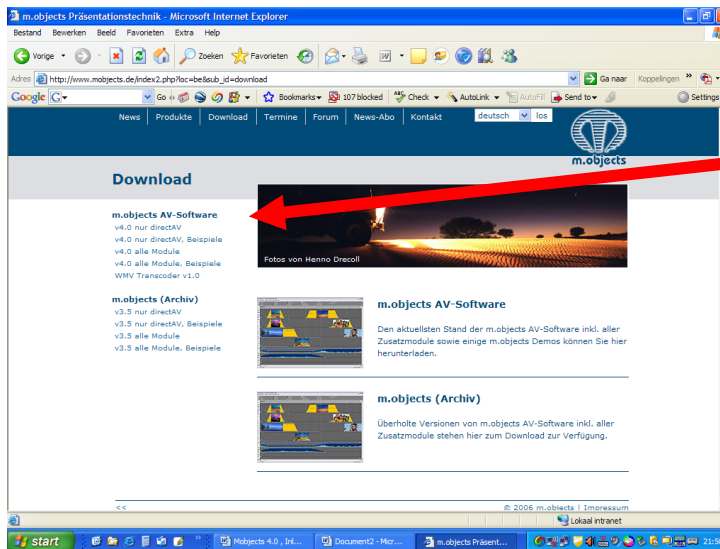 m.objects Präsentationstechnik - Microsoft Internet Explorer
Bestand Bewerken Beeld Favorieten Extra Help
Vorige Zoeken Favorieten
Adres http://www.mobjects.de/index2.php?loc=be&sub_id=download Ga naar Koppelingen »
Google G Go Bookmarks 107 blocked ABC Check AutoLink AutoFill Send to Settings
News Produkte Download Termine Forum News-Abo Kontakt deutsch los
m.objects
Download
m.objects AV-Software
v4.0 nur directAV
v4.0 nur directAV, Beispiele
v4.0 alle Module
v4.0 alle Module, Beispiele
WMV Transcoder v1.0
m.objects (Archiv)
v3.5 nur directAV
v3.5 nur directAV, Beispiele
v3.5 alle Module
v3.5 alle Module, Beispiele
Fotos von Henno Drecoll
m.objects AV-Software
Den aktuellsten Stand der m.objects AV-Software inkl. aller
Zusatzmodule sowie einige m.objects Demos können Sie hier
herunterladen.
m.objects (Archiv)
Überholte Versionen von m.objects AV-Software inkl. aller
Zusatzmodule stehen hier zum Download zur Verfügung.
<< © 2006 m.objects | Impressum
Lokaal intranet
start » Mobjects 4.0 , Inl... Document2 - Micr... m.objects Präsent...